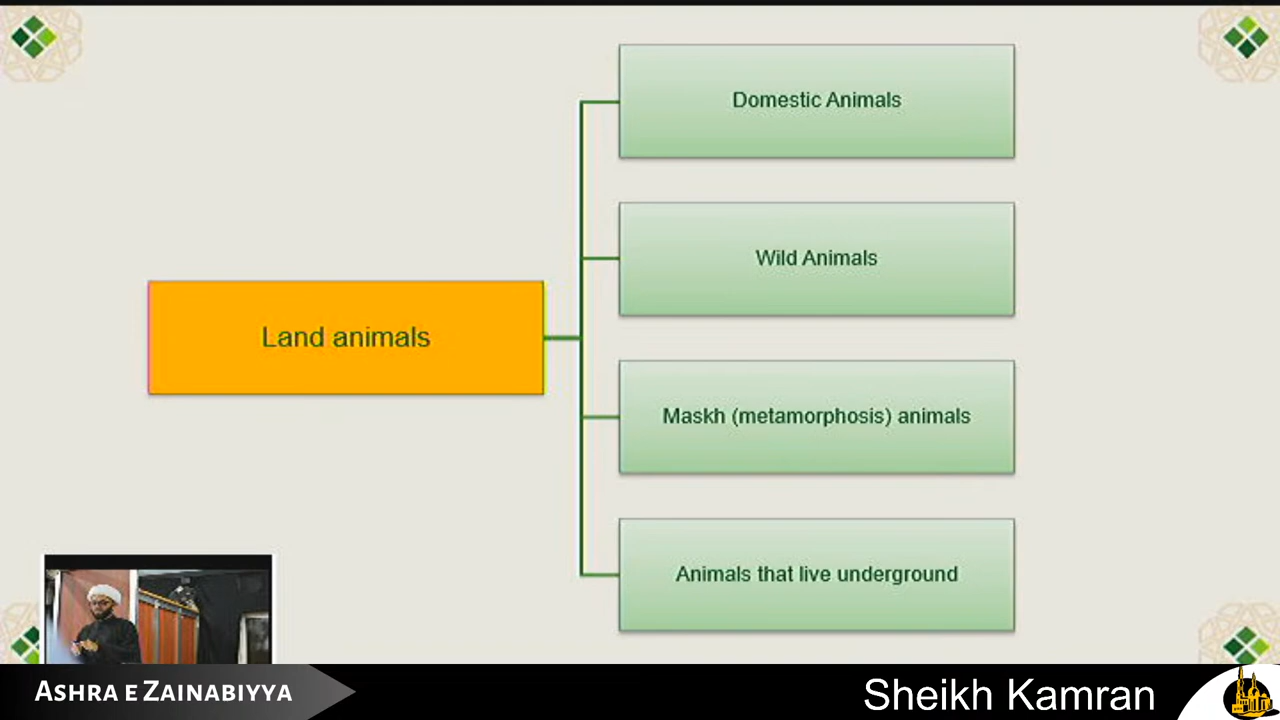 Domestic Animals
Wild Animals
Land animals
Maskh (metamorphosis) animals
Animals that live underground
ASHRA E ZAINABIYYA
Sheikh Kamran